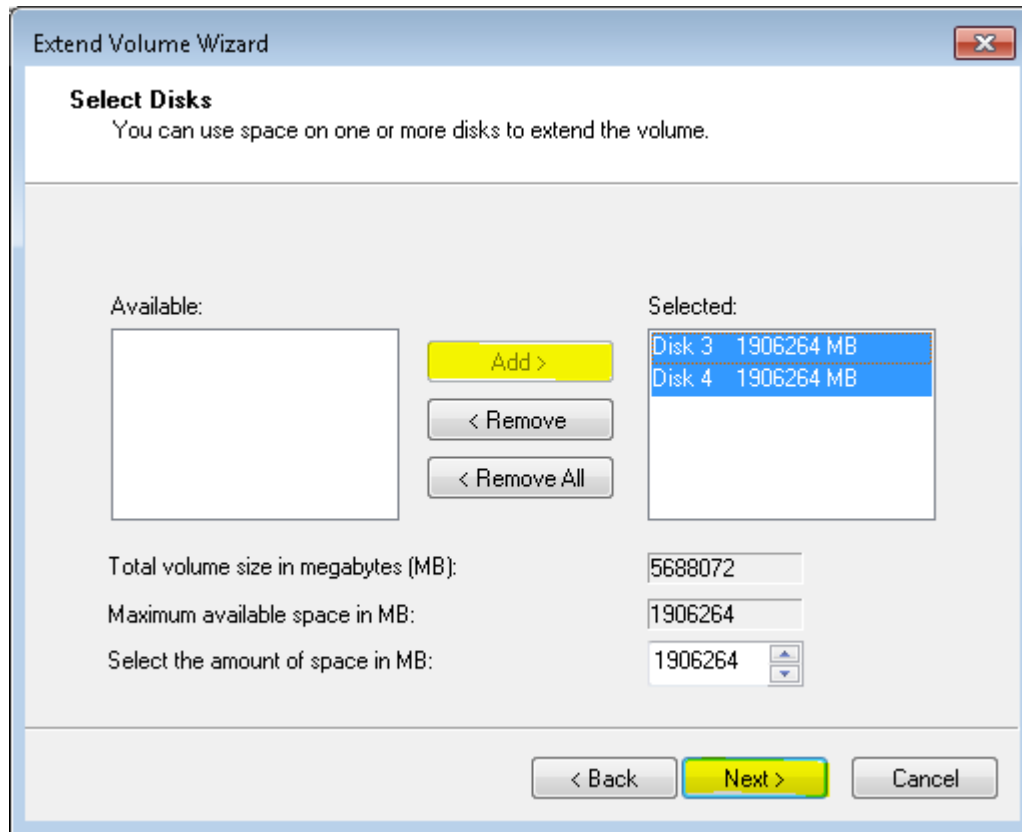 Extend Volume Wizard
Select Disks
You can use space on one or more disks to extend the volume.
Available:
Selected:
Add >
< Remove
< Remove All
Disk 3 1906264 MB
Disk 4 1906264 MB
Total volume size in megabytes (MB): 5688072
Maximum available space in MB: 1906264
Select the amount of space in MB: 1906264
< Back Next > Cancel